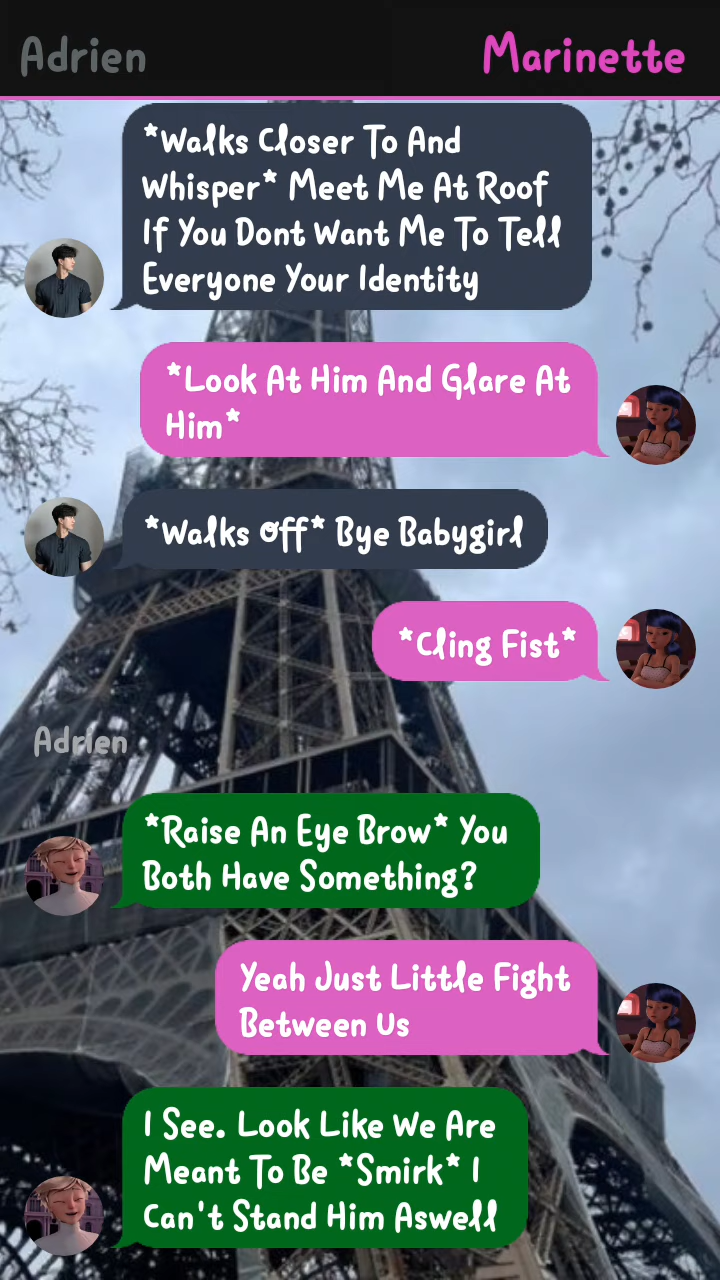 Adrien
Marinette
*Walks Closer To And
Whisper* Meet Me At Roof
If You Dont Want Me To Tell
Everyone Your Identity
*Look At Him And Glare At
Him*
*Walks Off* Bye Babygirl
*Cling Fist*
Adrien
*Raise An Eye Brow* You
Both Have Something?
Yeah Just Little Fight
Between Us
I See. Look Like We Are
Meant To Be *Smirk* I
Can't Stand Him Aswell